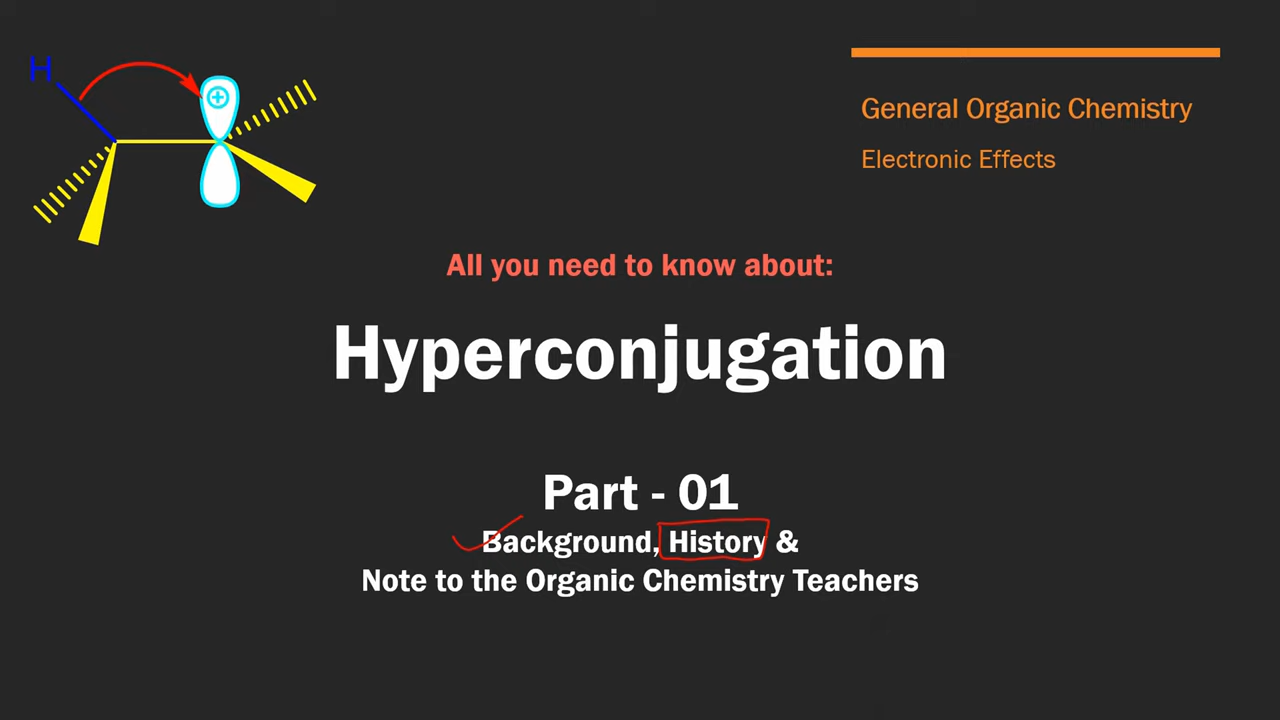 H
+
General Organic Chemistry
Electronic Effects
All you need to know about:
Hyperconjugation
Part - 01
Background, History &
Note to the Organic Chemistry Teachers